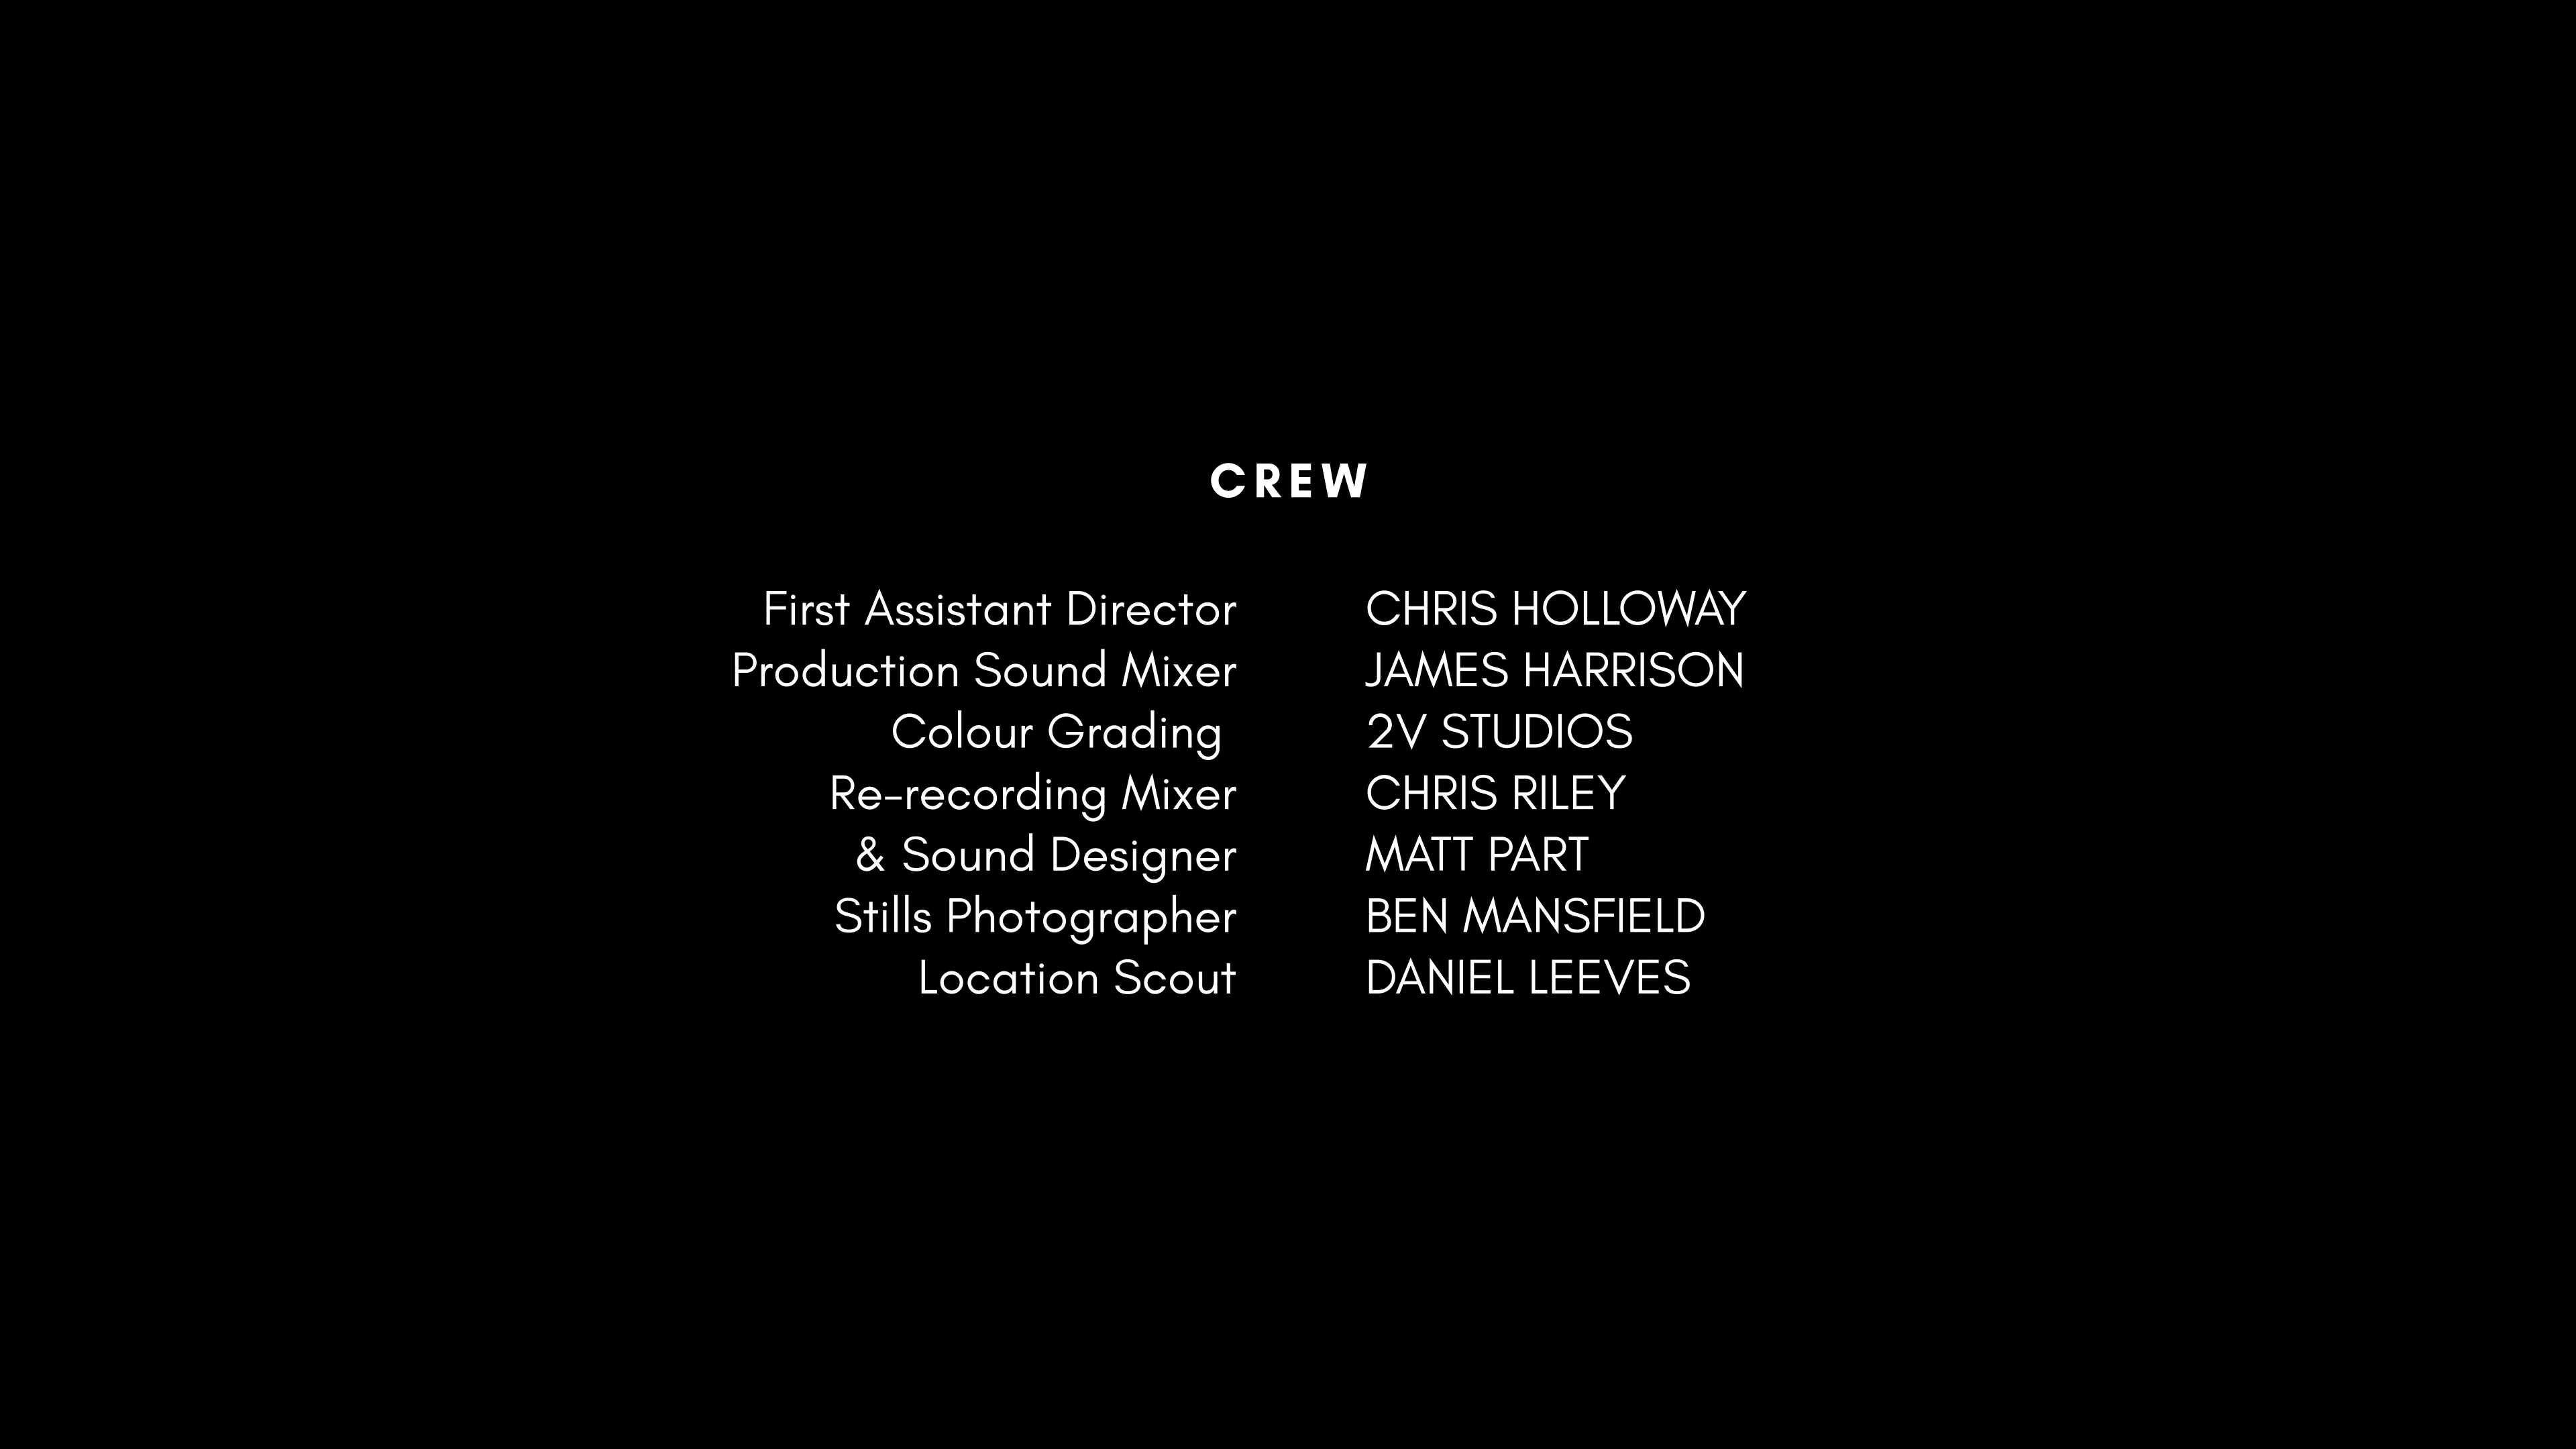 CREW
First Assistant Director CHRIS HOLLOWAY
Production Sound Mixer JAMES HARRISON
Colour Grading 2V STUDIOS
Re-recording Mixer CHRIS RILEY
& Sound Designer MATT PART
Stills Photographer BEN MANSFIELD
Location Scout DANIEL LEEVES